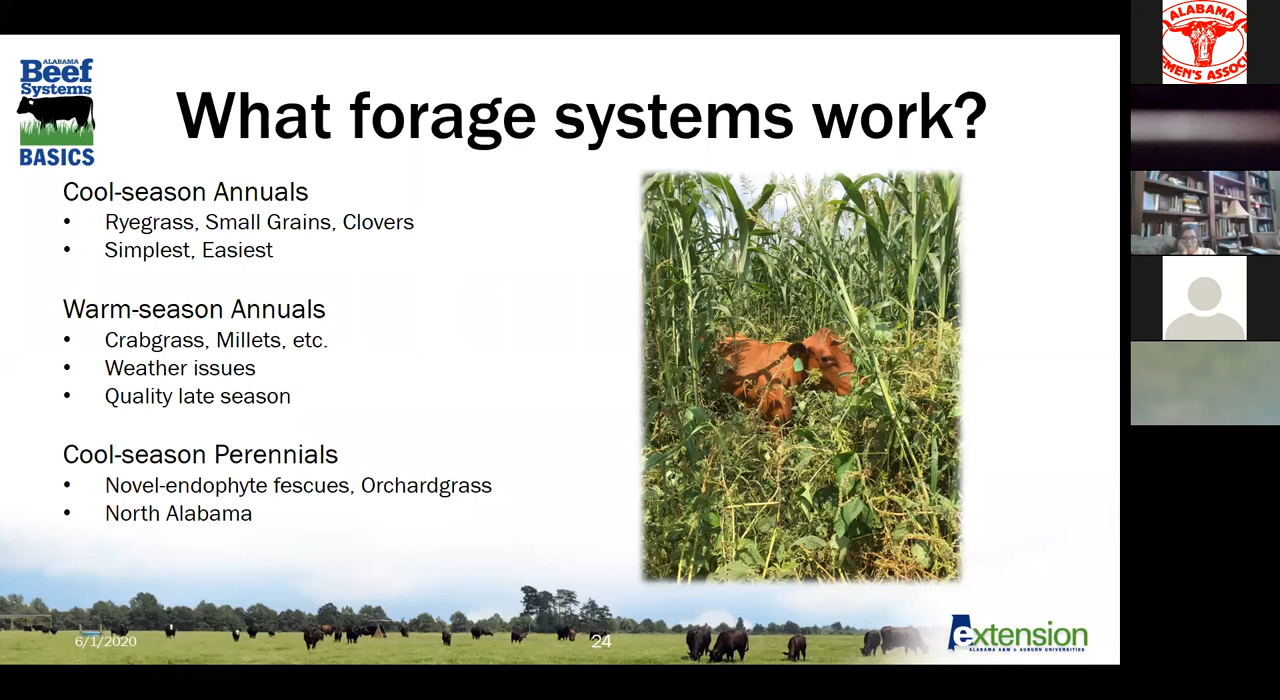 ALABAMA
Beef
Systems
BASICS
What forage systems work?
Cool-season Annuals
• Ryegrass, Small Grains, Clovers
• Simplest, Easiest
Warm-season Annuals
• Crabgrass, Millets, etc.
• Weather issues
• Quality late season
Cool-season Perennials
• Novel-endophyte fescues, Orchardgrass
• North Alabama
6/1/2020
24
extension
ALABAMA A&M & AUBURN UNIVERSITIES
ALABAMA
EMEN'S ASSOCI